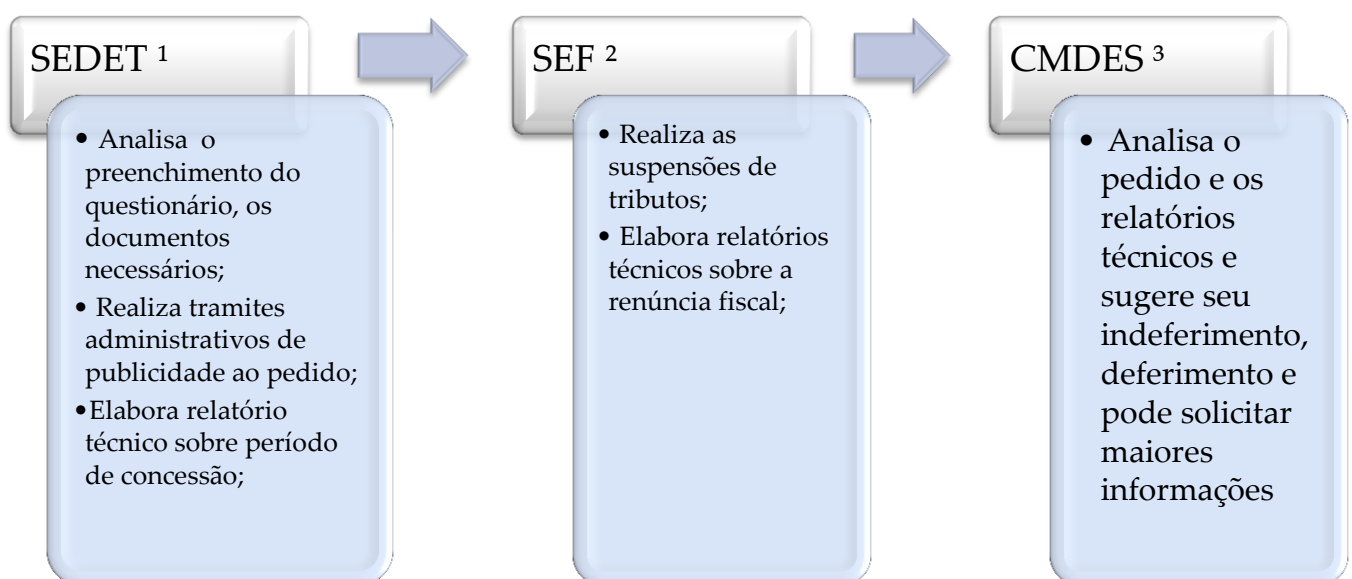 SEDET ¹
• Analisa o
preenchimento do
questionário, os
documentos
necessários;
• Realiza tramites
administrativos de
publicidade ao pedido;
•Elabora relatório
técnico sobre período
de concessão;
SEF ²
• Realiza as
suspensões de
tributos;
• Elabora relatórios
técnicos sobre a
renúncia fiscal;
CMDES ³
• Analisa o
pedido e os
relatórios
técnicos e
sugere seu
indeferimento,
deferimento e
pode solicitar
maiores
informações